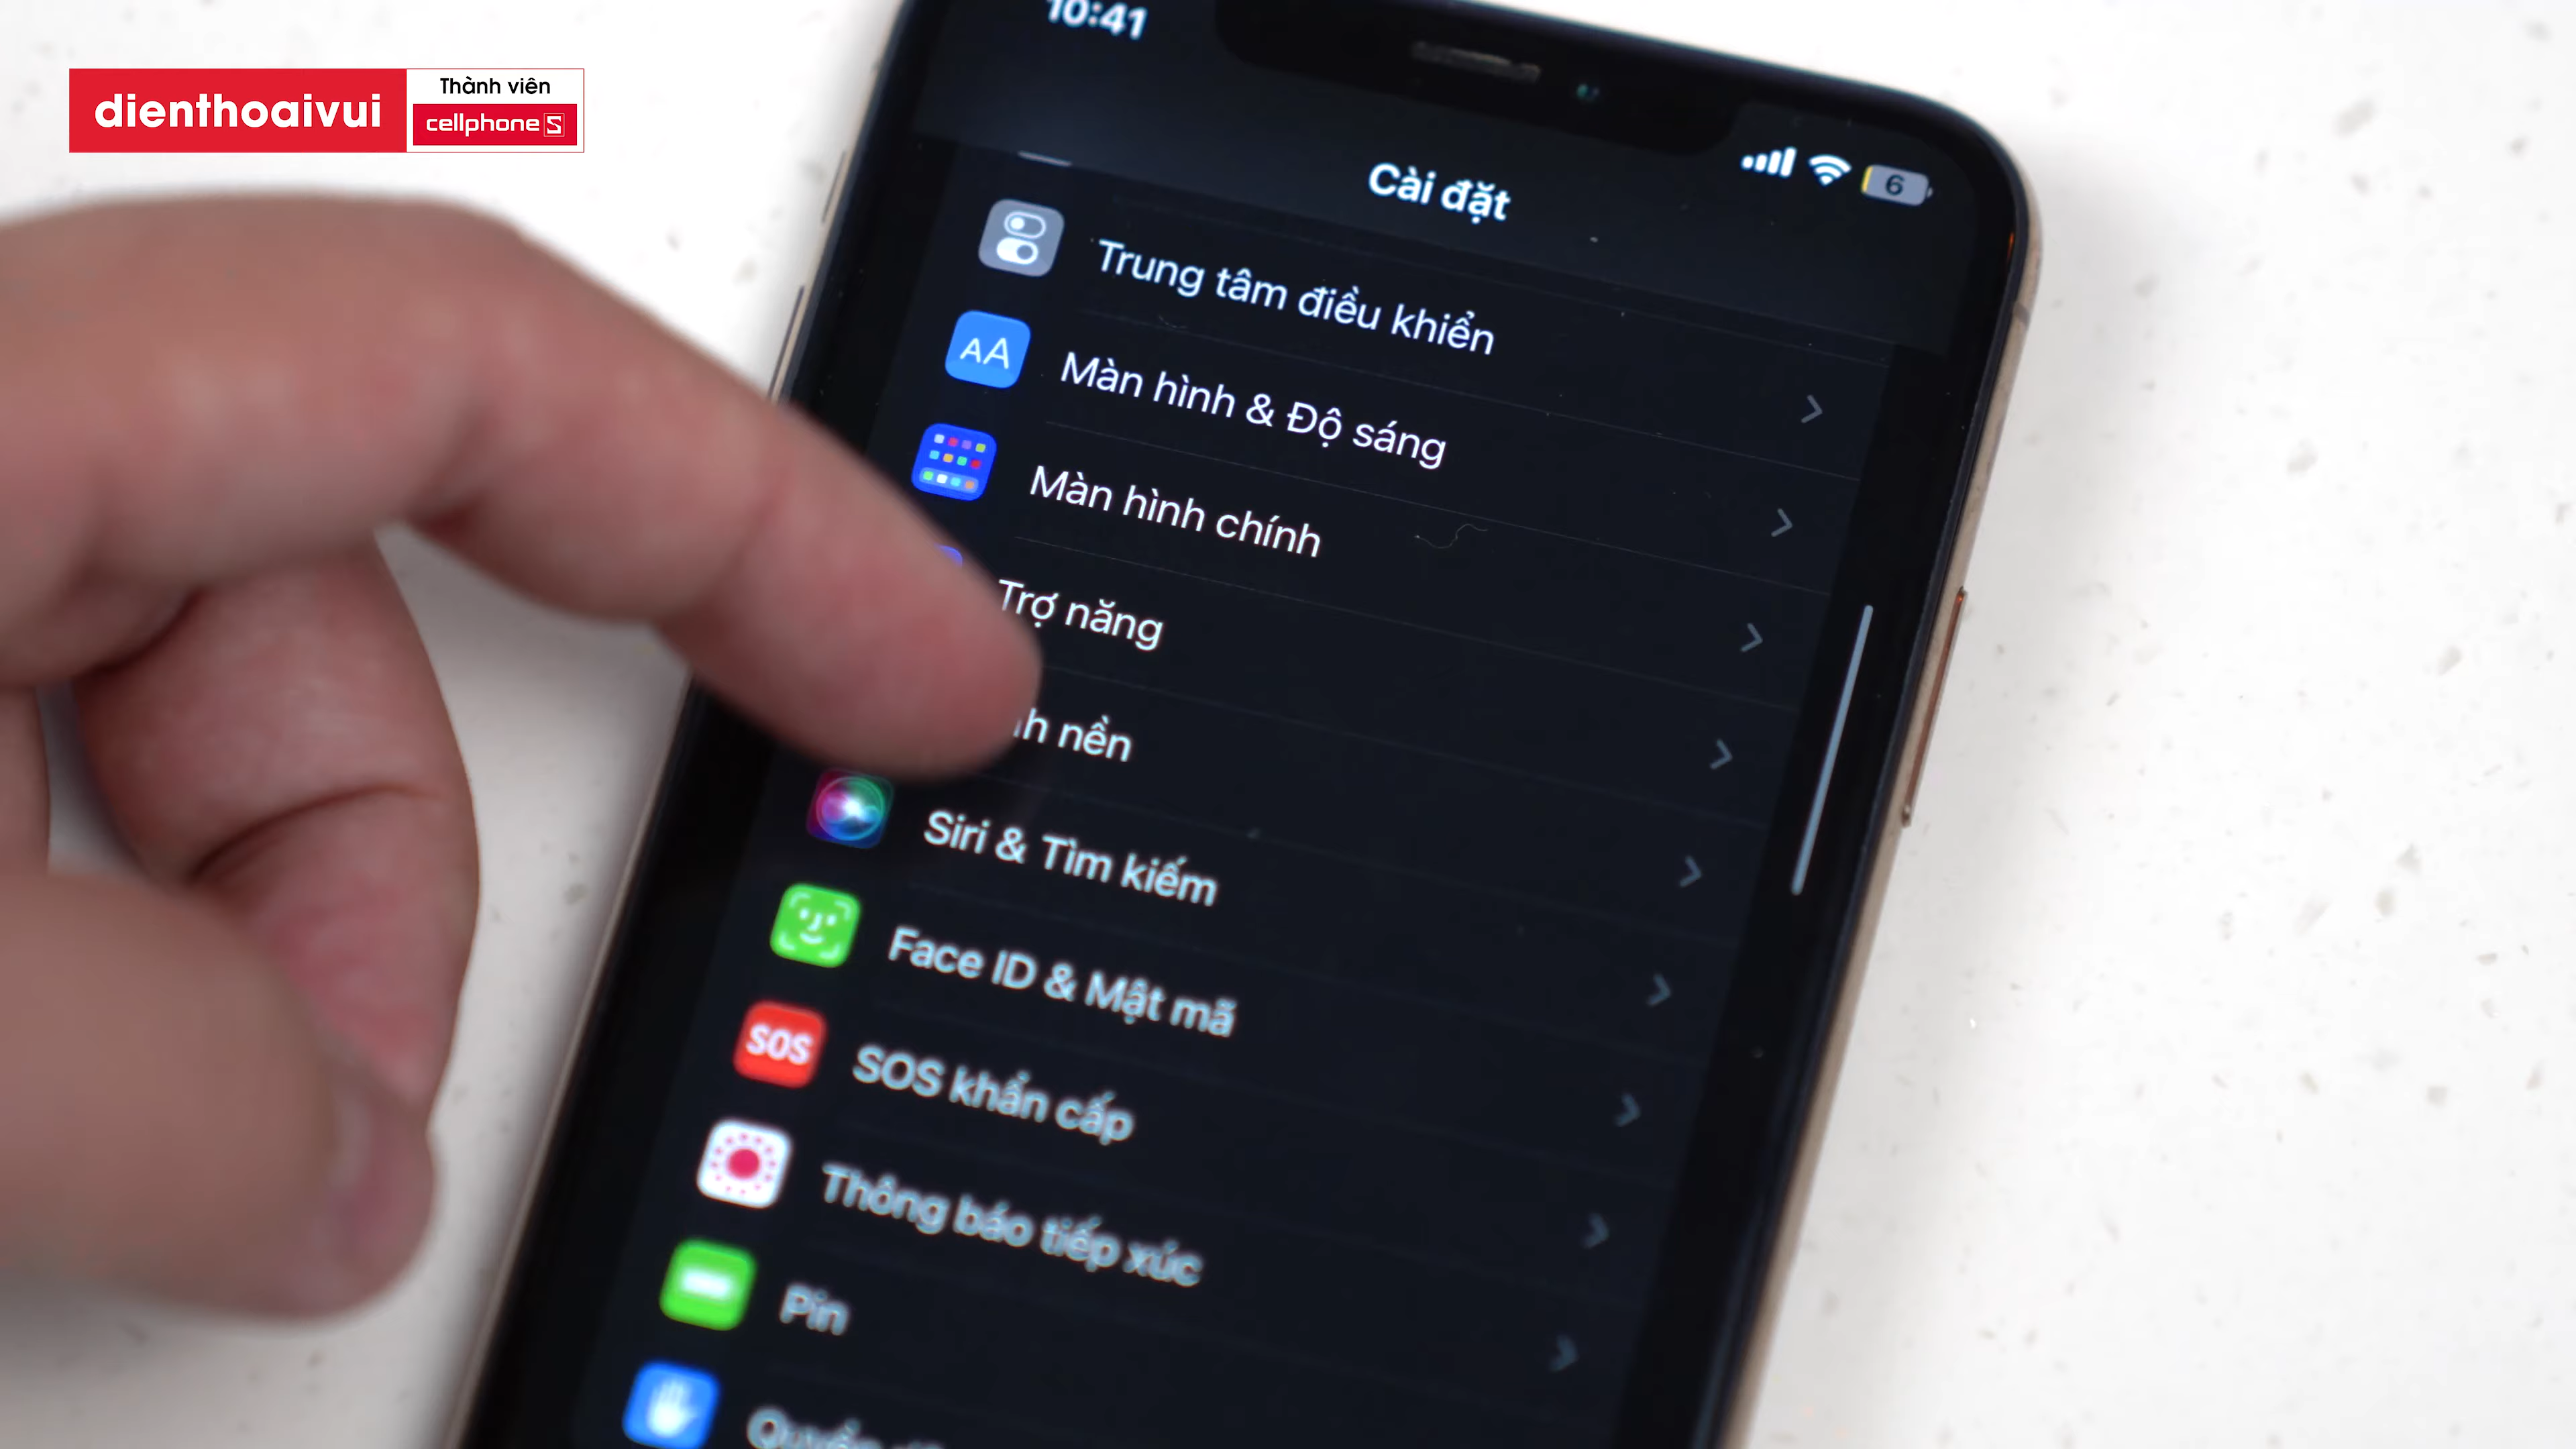 dienthoaivui
Thành viên
cellphoneS
10:41
6
Cài đặt
Trung tâm điều khiển
AA
Màn hình & Độ sáng
Màn hình chính
Trợ năng
nền
Siri & Tìm kiếm
Face ID & Mật mã
SOS
SOS khẩn cấp
Thông báo tiếp xúc
Pin
Quyền